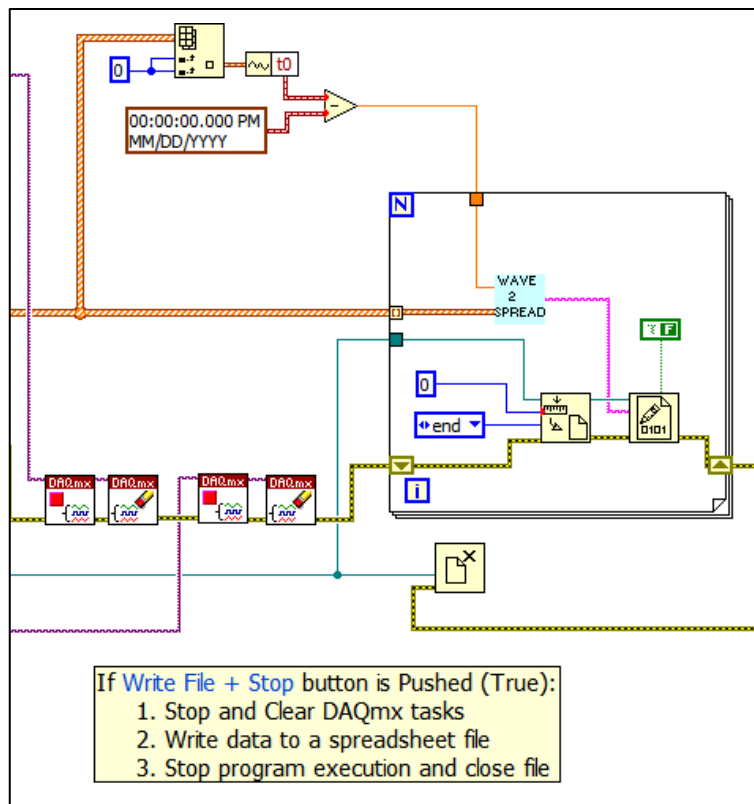 0
t0
00:00:00.000 PM
MM/DD/YYYY
N
WAVE
2
SPREAD
F
0
end
0101
DAQmx
DAQmx
DAQmx
DAQmx
i
If Write File + Stop button is Pushed (True):
1. Stop and Clear DAQmx tasks
2. Write data to a spreadsheet file
3. Stop program execution and close file